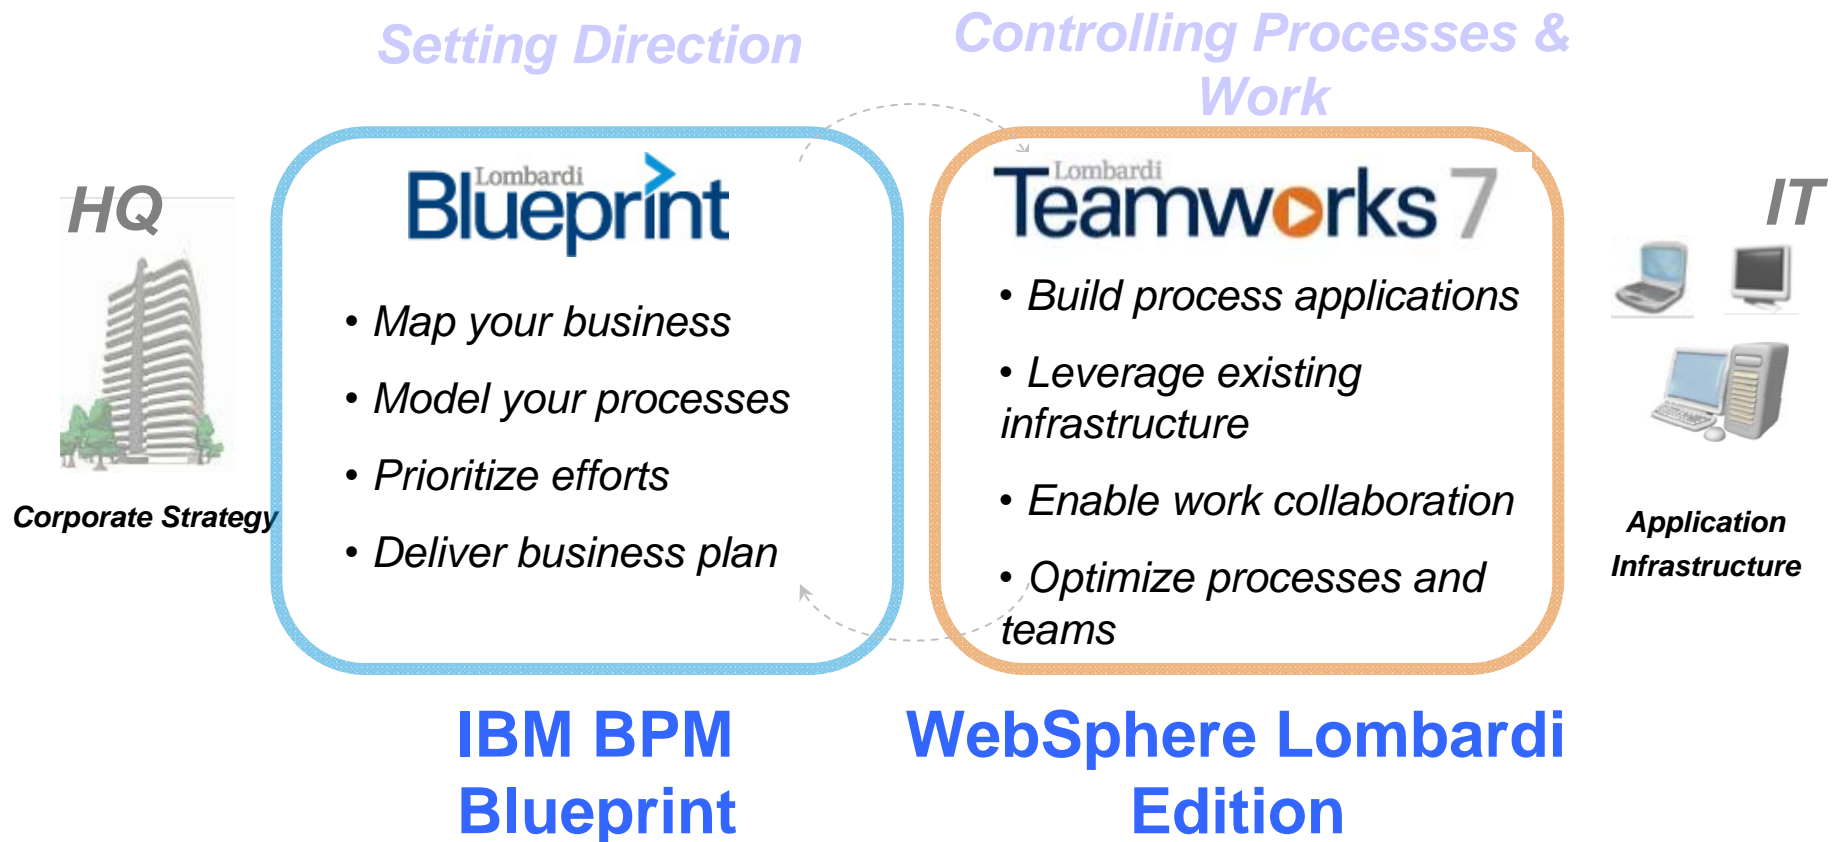 Setting Direction
Controlling Processes &
Work
HQ
Corporate Strategy
Lombardi
Blueprint
• Map your business
• Model your processes
• Prioritize efforts
• Deliver business plan
Lombardi
Teamworks 7
• Build process applications
• Leverage existing
infrastructure
• Enable work collaboration
• Optimize processes and
teams
IT
Application
Infrastructure
IBM BPM
Blueprint
WebSphere Lombardi
Edition